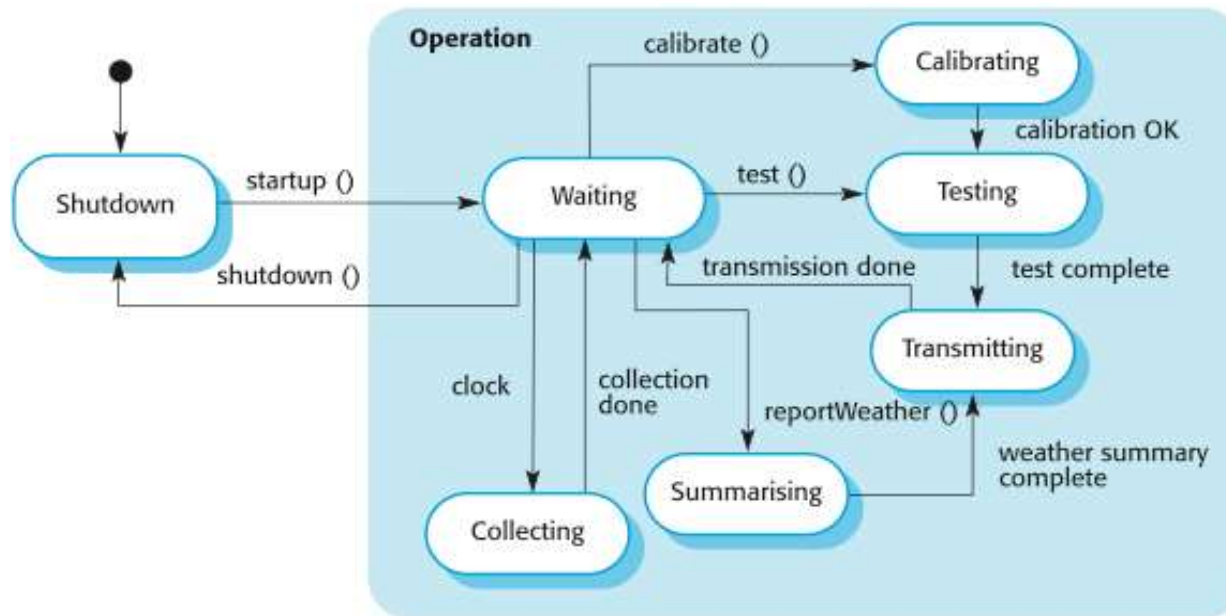 Operation
calibrate ()
Calibrating
calibration OK
startup ()
Shutdown
Waiting
test ()
Testing
shutdown ()
transmission done
test complete
Transmitting
clock
collection
done
reportWeather ()
weather summary
complete
Summarising
Collecting